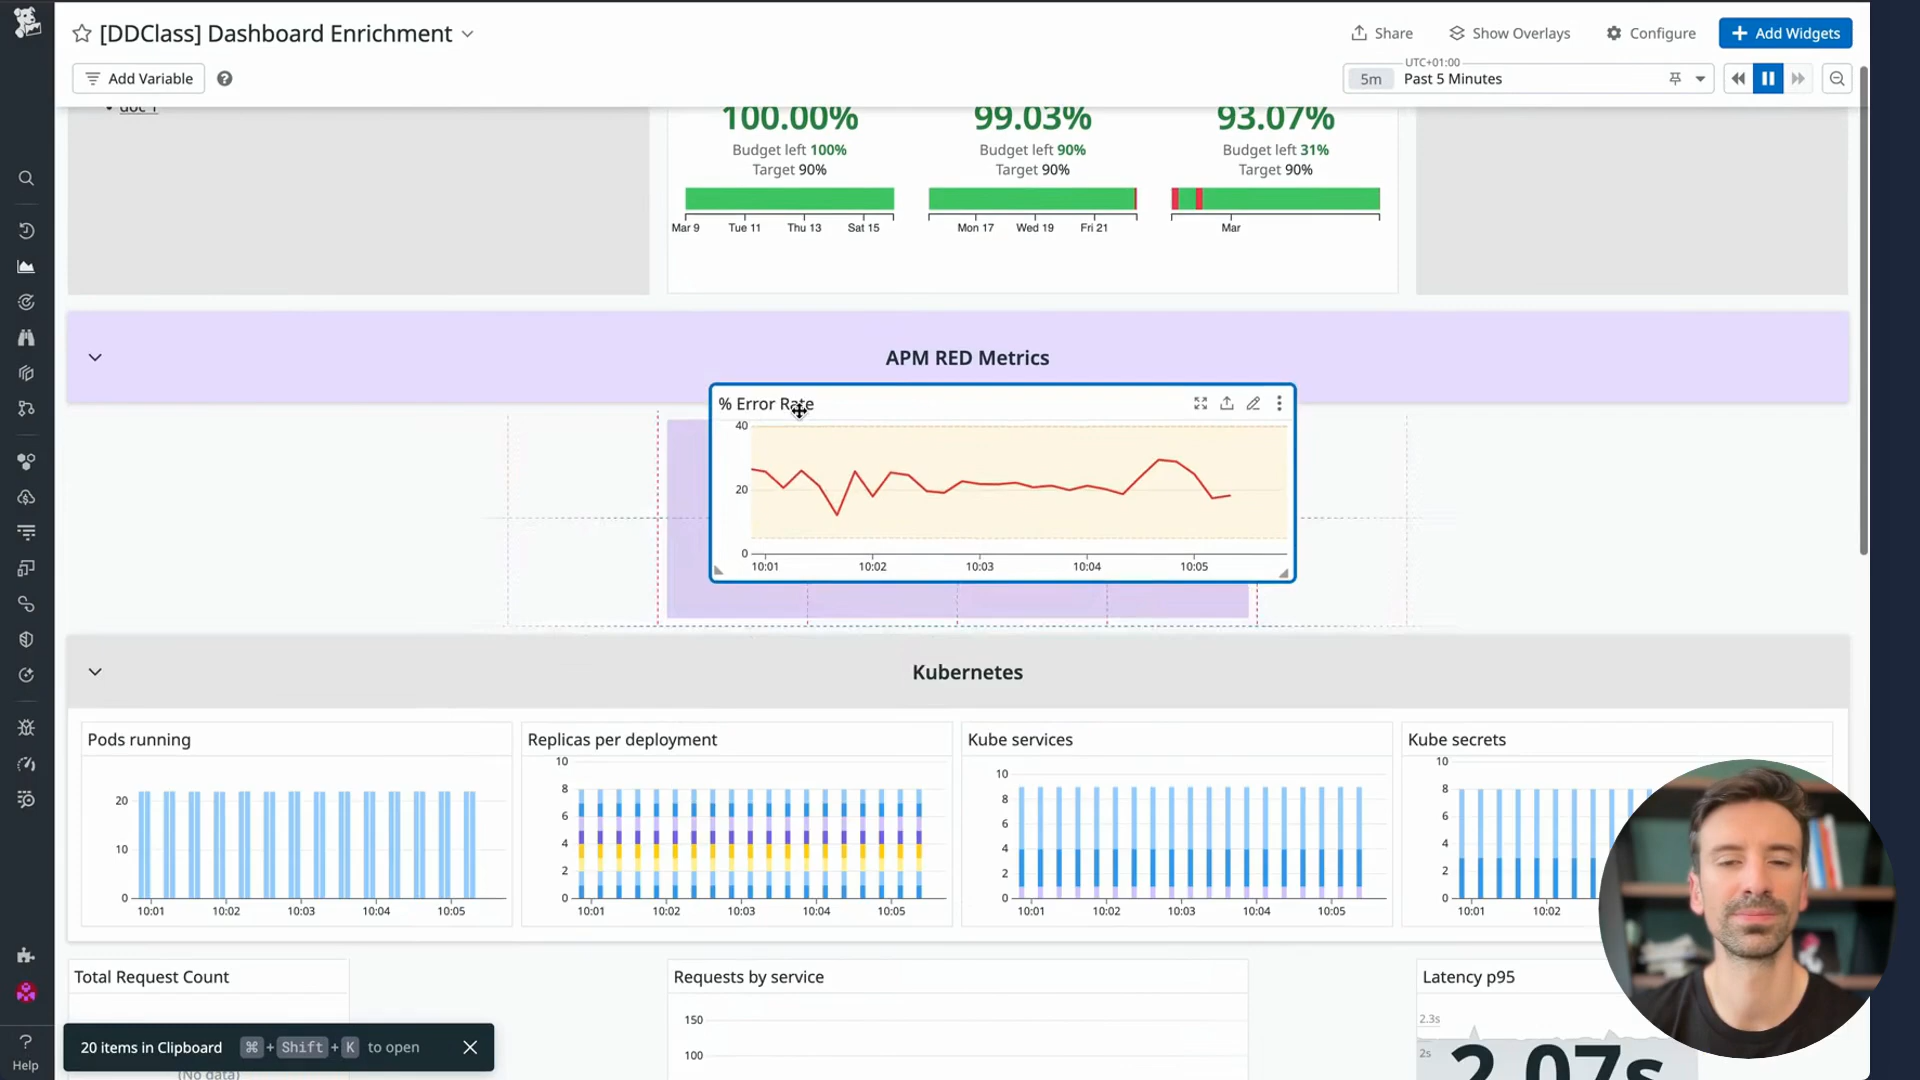 [DDClass] Dashboard Enrichment
Share
Show Overlays
Configure
Add Widgets
Add Variable
UTC+01:00
5m Past 5 Minutes
doc 1
100.00%
Budget left 100%
Target 90%
Mar 9 Tue 11 Thu 13 Sat 15
99.03%
Budget left 90%
Target 90%
Mon 17 Wed 19 Fri 21
93.07%
Budget left 31%
Target 90%
Mar
APM RED Metrics
% Error Rate
40
20
0
10:01 10:02 10:03 10:04 10:05
Kubernetes
Pods running
20
10
0
10:01 10:02 10:03 10:04 10:05
Replicas per deployment
10
8
6
4
2
0
10:01 10:02 10:03 10:04 10:05
Kube services
10
8
6
4
2
0
10:01 10:02 10:03 10:04 10:05
Kube secrets
10
8
6
4
2
0
10:01 10:02
Total Request Count
(No data)
Requests by service
150
100
Latency p95
2.3s
2s
2.07s
20 items in Clipboard ⌘ + Shift + K to open
Help